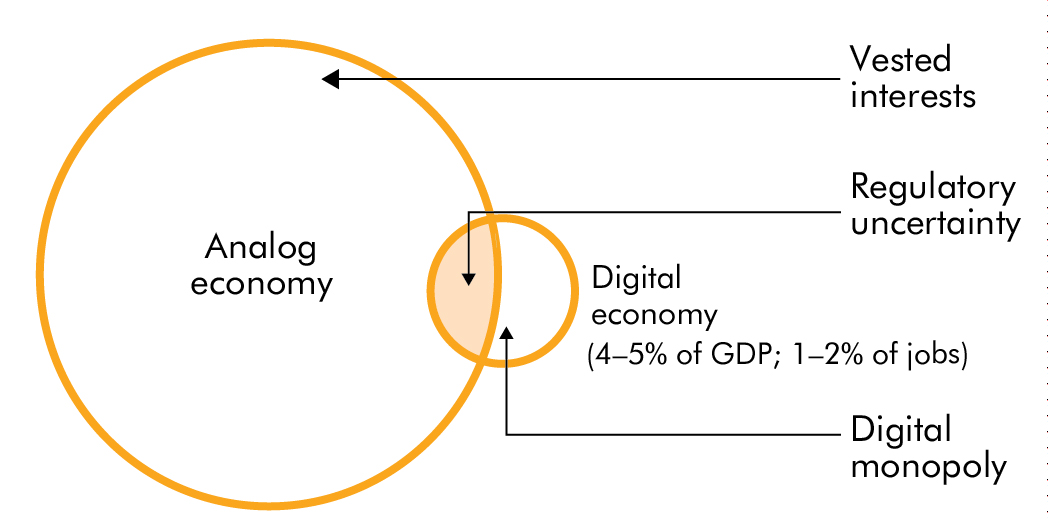 Vested
interests
Regulatory
uncertainty
Analog
economy
Digital
economy
(4–5% of GDP; 1–2% of jobs)
Digital
monopoly